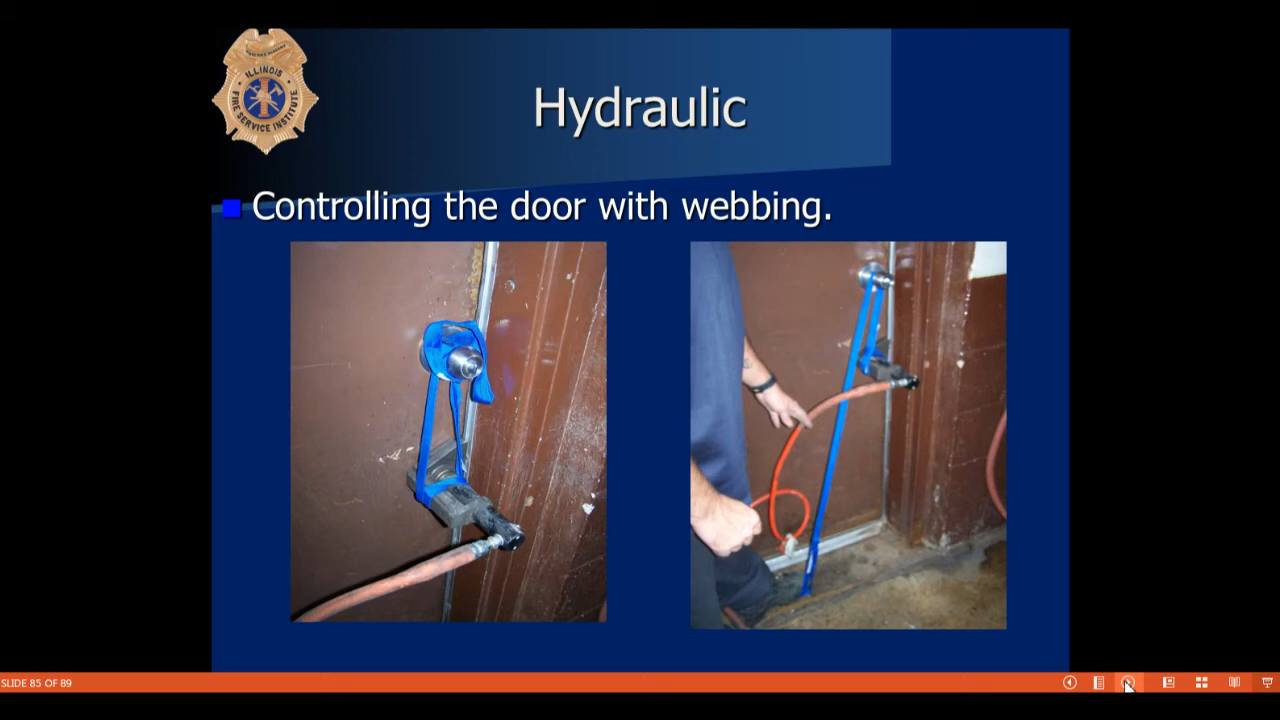 ILLINOIS
FIRE SERVICE INSTITUTE
Hydraulic
Controlling the door with webbing.
SLIDE 85 OF 89